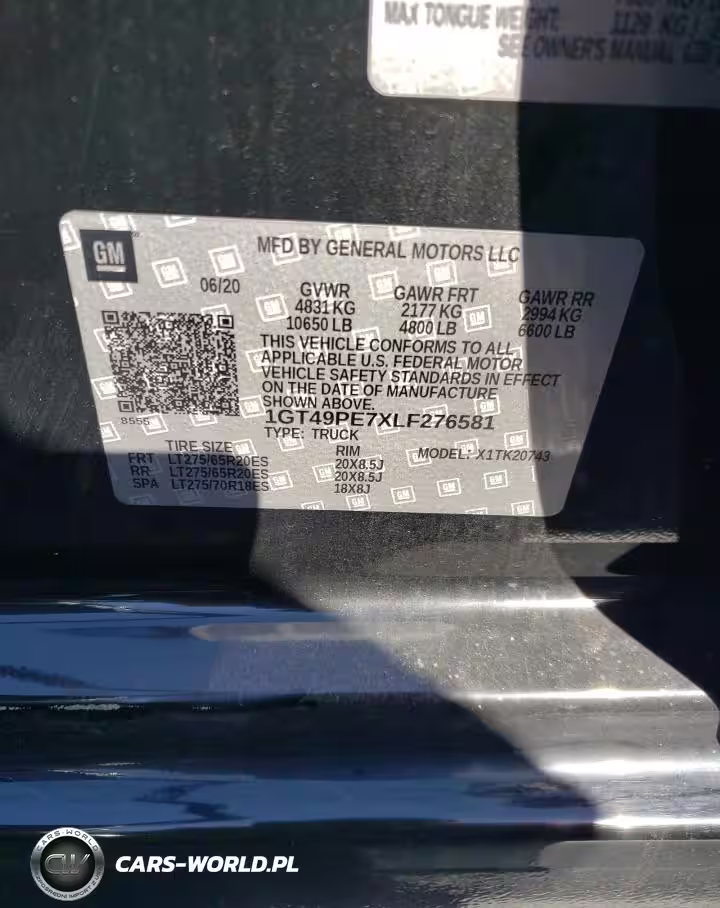 MAX TONGUE WEIGHT:
1129 KG /
SEE OWNER'S MANUAL
GM
MFD BY GENERAL MOTORS LLC
06/20
GVWR GAWR FRT GAWR RR
4831 KG 2177 KG 2994 KG
10650 LB 4800 LB 6600 LB
THIS VEHICLE CONFORMS TO ALL
APPLICABLE U.S. FEDERAL MOTOR
VEHICLE SAFETY STANDARDS IN EFFECT
ON THE DATE OF MANUFACTURE
SHOWN ABOVE.
8555
1GT49PE7XLF276581
TYPE: TRUCK
TIRE SIZE RIM MODEL: X1TK20743
FRT LT275/65R20ES 20X8.5J
RR LT275/65R20ES 20X8.5J
SPA LT275/70R18ES 18X8J
CARS-WORLD
CW
CARS-WORLD.PL